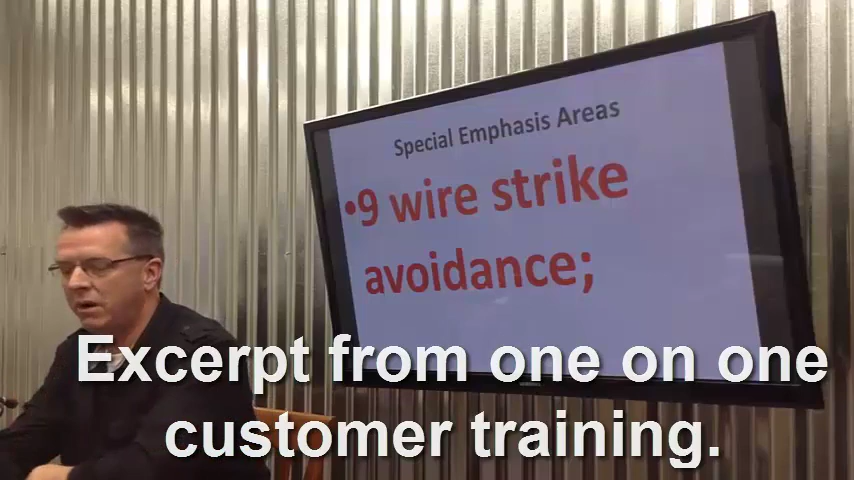 Special Emphasis Areas
•9 wire strike
avoidance;
Excerpt from one on one
customer training.